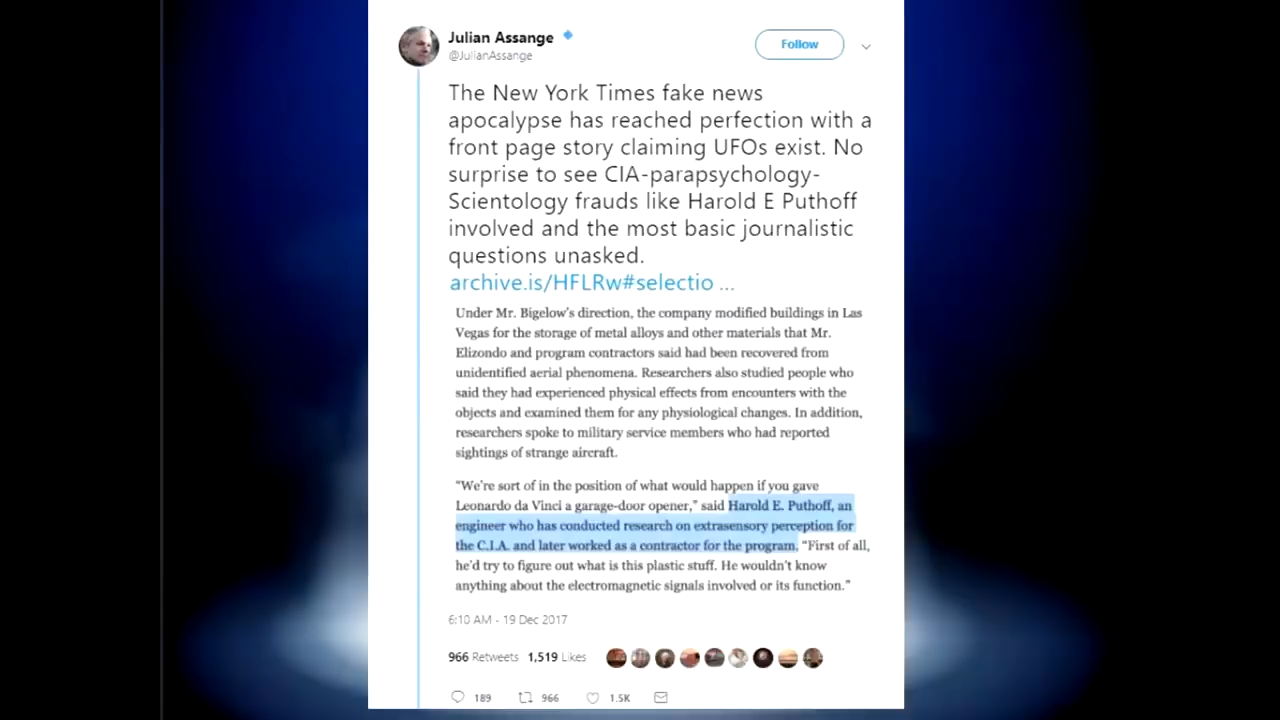 Julian Assange
@JulianAssange
Follow
The New York Times fake news
apocalypse has reached perfection with a
front page story claiming UFOs exist. No
surprise to see CIA-parapsychology-
Scientology frauds like Harold E Puthoff
involved and the most basic journalistic
questions unasked.
archive.is/HFLRw#selectio ...
Under Mr. Bigelow's direction, the company modified buildings in Las
Vegas for the storage of metal alloys and other materials that Mr.
Elizondo and program contractors said had been recovered from
unidentified aerial phenomena. Researchers also studied people who
said they had experienced physical effects from encounters with the
objects and examined them for any physiological changes. In addition,
researchers spoke to military service members who had reported
sightings of strange aircraft.
“We're sort of in the position of what would happen if you gave
Leonardo da Vinci a garage-door opener,” said Harold E. Puthoff, an
engineer who has conducted research on extrasensory perception for
the C.I.A. and later worked as a contractor for the program. “First of all,
he'd try to figure out what is this plastic stuff. He wouldn't know
anything about the electromagnetic signals involved or its function.”
6:10 AM - 19 Dec 2017
966 Retweets 1,519 Likes
189 966 1.5K